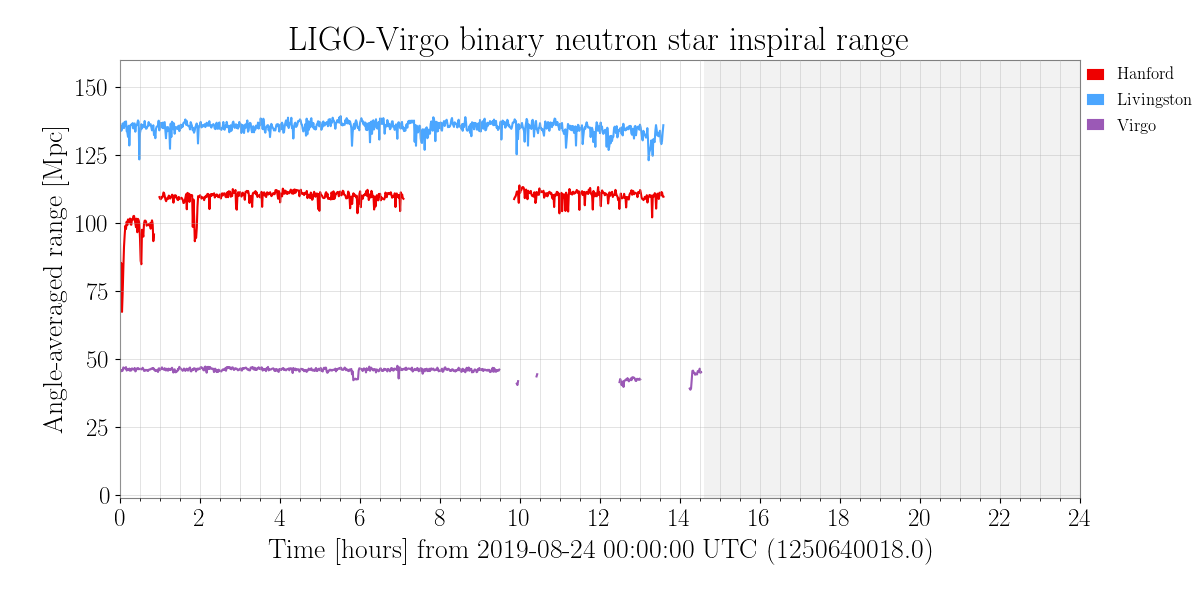 LIGO-Virgo binary neutron star inspiral range
Angle-averaged range [Mpc]
150
125
100
75
50
25
0
0 2 4 6 8 10 12 14 16 18 20 22 24
Time [hours] from 2019-08-24 00:00:00 UTC (1250640018.0)
Hanford
Livingston
Virgo